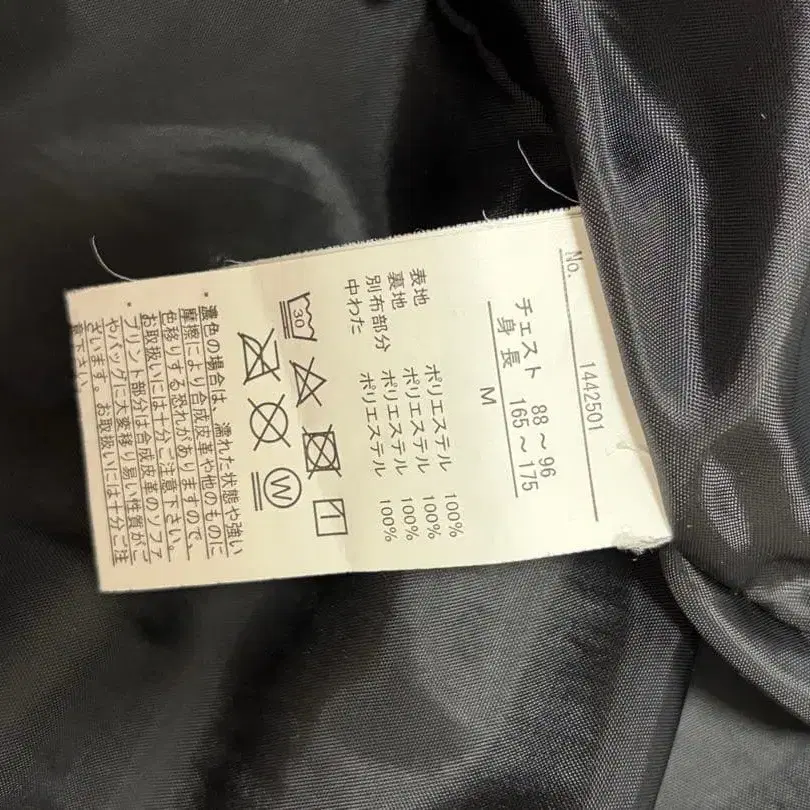 No. 1442501
チェスト 88～96
身長 165～175
M
表地 ポリエステル 100%
裏地 ポリエステル 100%
別布部分 ポリエステル 100%
中わた ポリエステル 100%
30
W
・濃色の場合は、濡れた状態や強い
摩擦により合成皮革や他のものに
色移りする恐れがありますので、
お取扱いには十分ご注意下さい。
・プリント部分は合成皮革のソファ
やバッグに大変移り易い性質がご
ざいます。お取扱いには十分ご注
意下さい。